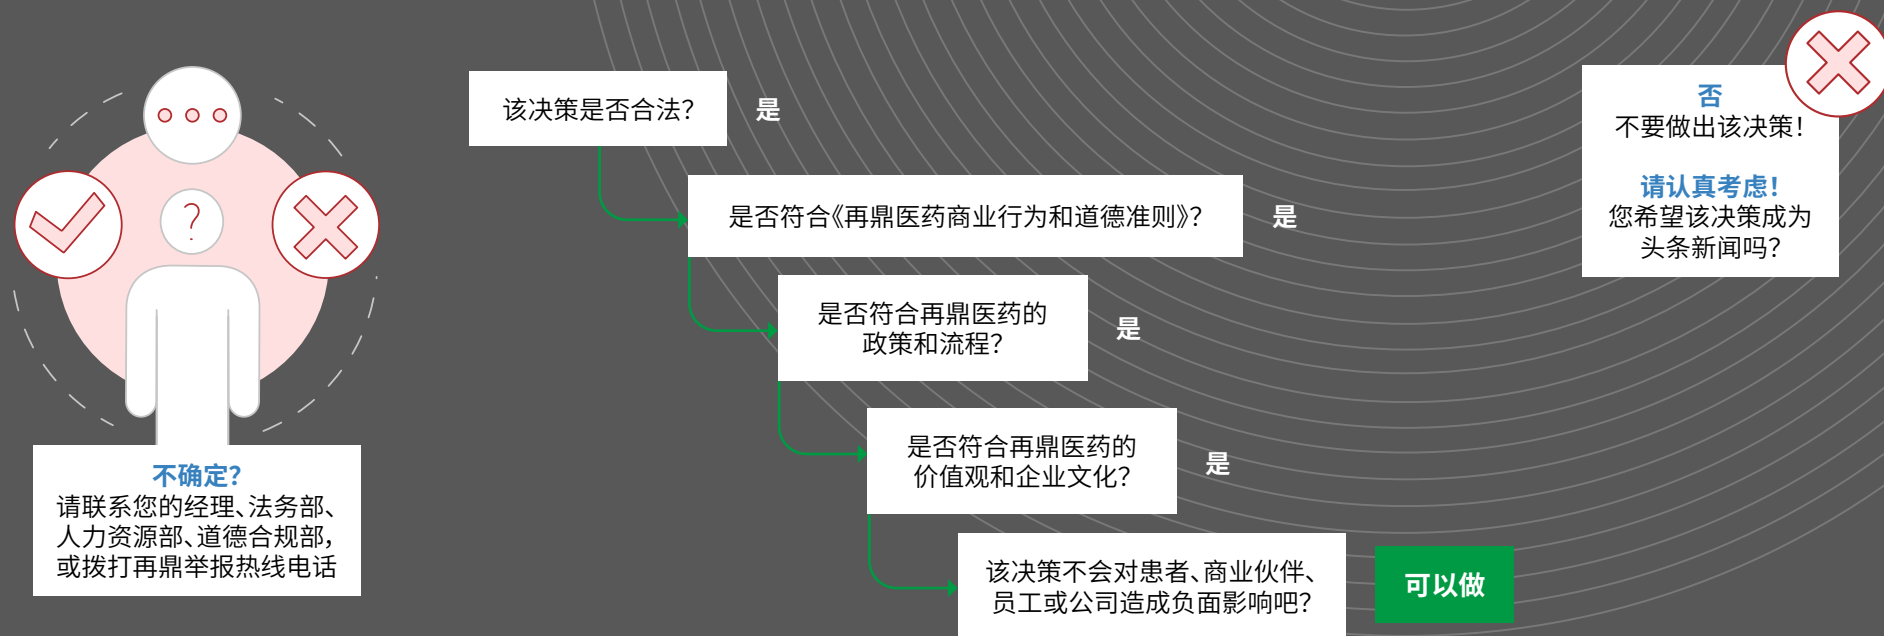 不确定？
请联系您的经理、法务部、
人力资源部、道德合规部，
或拨打再鼎举报热线电话
?
该决策是否合法？
是
是否符合《再鼎医药商业行为和道德准则》？
是
是否符合再鼎医药的
政策和流程？
是
是否符合再鼎医药的
价值观和企业文化？
是
该决策不会对患者、商业伙伴、
员工或公司造成负面影响吧？
可以做
否
不要做出该决策！
请认真考虑！
您希望该决策成为
头条新闻吗？